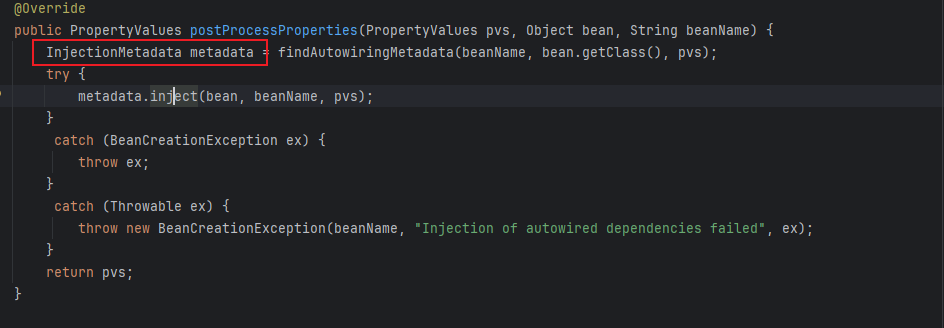 @Override
public PropertyValues postProcessProperties(PropertyValues pvs, Object bean, String beanName) {
InjectionMetadata metadata = findAutowiringMetadata(beanName, bean.getClass(), pvs);
try {
metadata.inject(bean, beanName, pvs);
}
catch (BeanCreationException ex) {
throw ex;
}
catch (Throwable ex) {
throw new BeanCreationException(beanName, "Injection of autowired dependencies failed", ex);
}
return pvs;
}